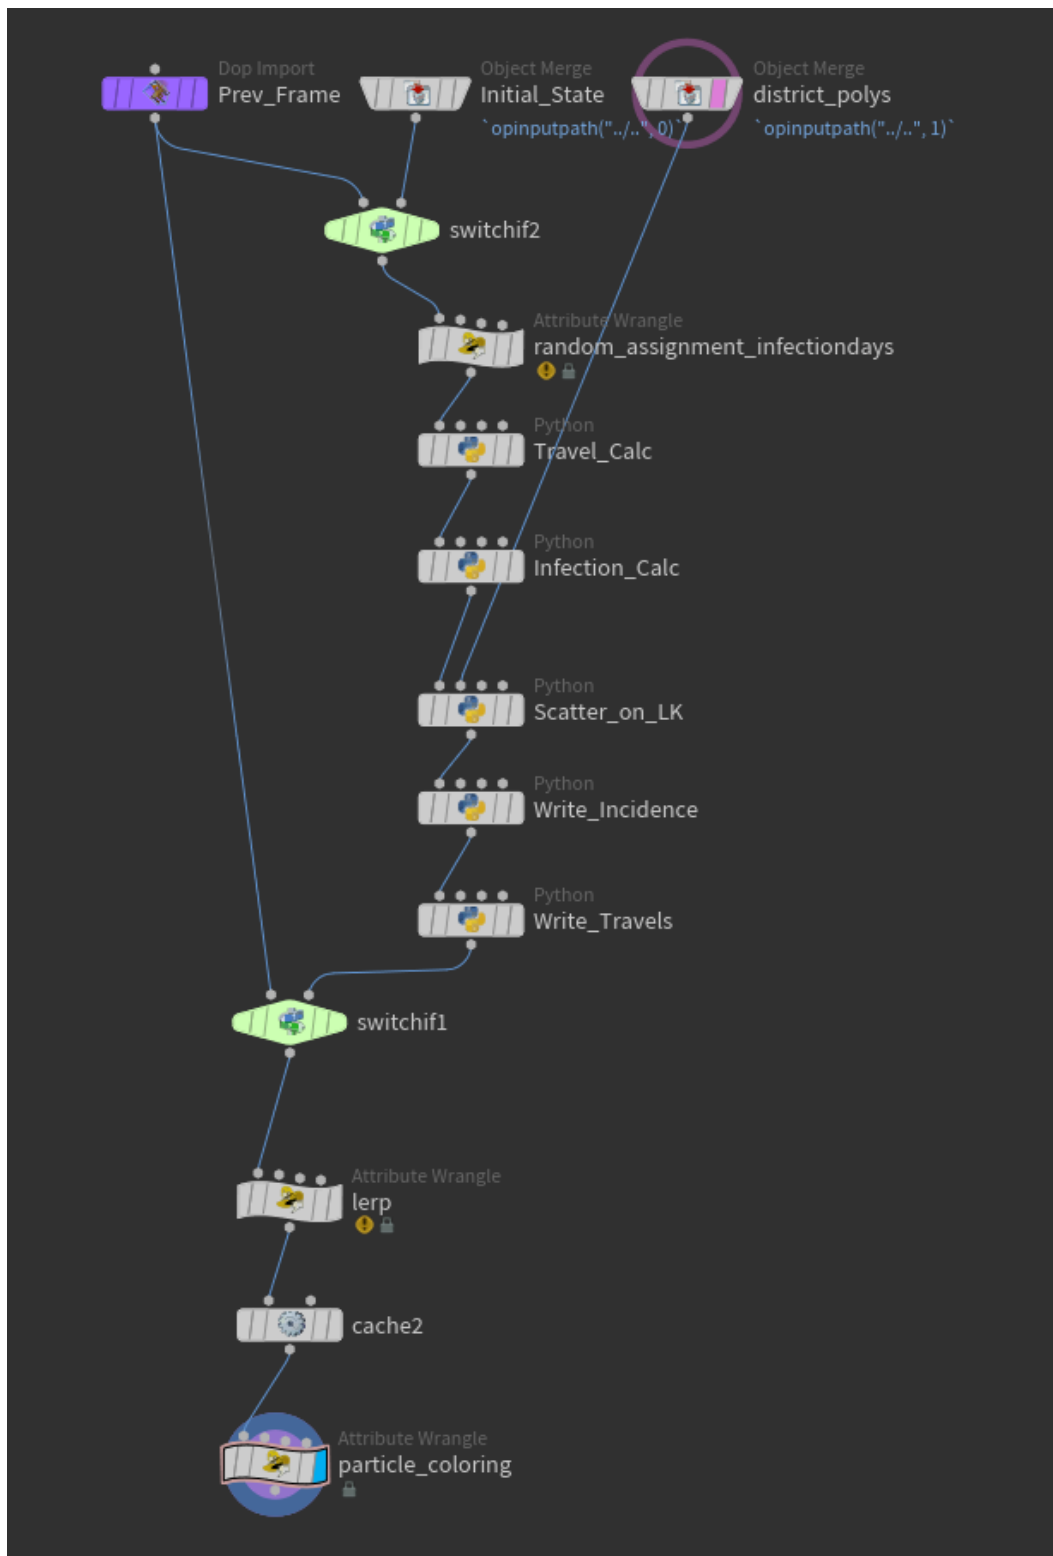 Dop Import
Prev_Frame
Object Merge
Initial_State
`opinputpath("../..", 0)`
Object Merge
district_polys
`opinputpath("../..", 1)`
switchif2
Attribute Wrangle
random_assignment_infectiondays
Python
Travel_Calc
Python
Infection_Calc
Python
Scatter_on_LK
Python
Write_Incidence
Python
Write_Travels
switchif1
Attribute Wrangle
lerp
cache2
Attribute Wrangle
particle_coloring